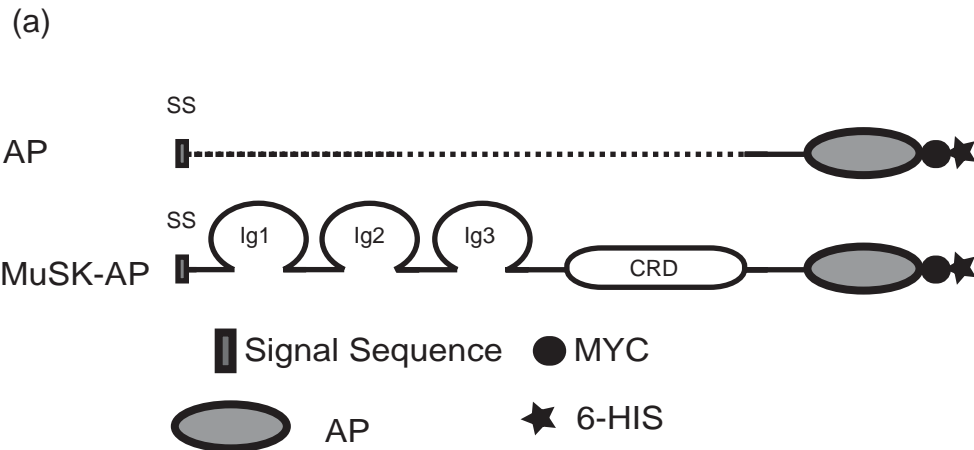 (a)
SS
AP
SS
Ig1 Ig2 Ig3
MuSK-AP CRD
Signal Sequence MYC
AP 6-HIS